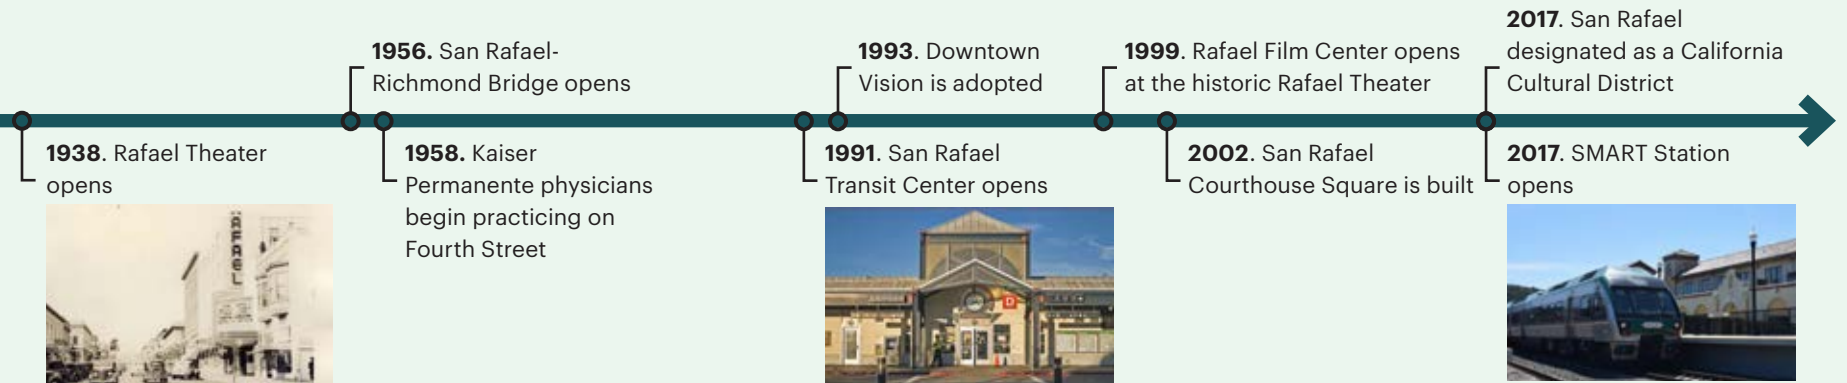 1938. Rafael Theater
opens
RAFAEL
1956. San Rafael-
Richmond Bridge opens
1958. Kaiser
Permanente physicians
begin practicing on
Fourth Street
1991. San Rafael
Transit Center opens
D
1993. Downtown
Vision is adopted
1999. Rafael Film Center opens
at the historic Rafael Theater
2002. San Rafael
Courthouse Square is built
2017. San Rafael
designated as a California
Cultural District
2017. SMART Station
opens